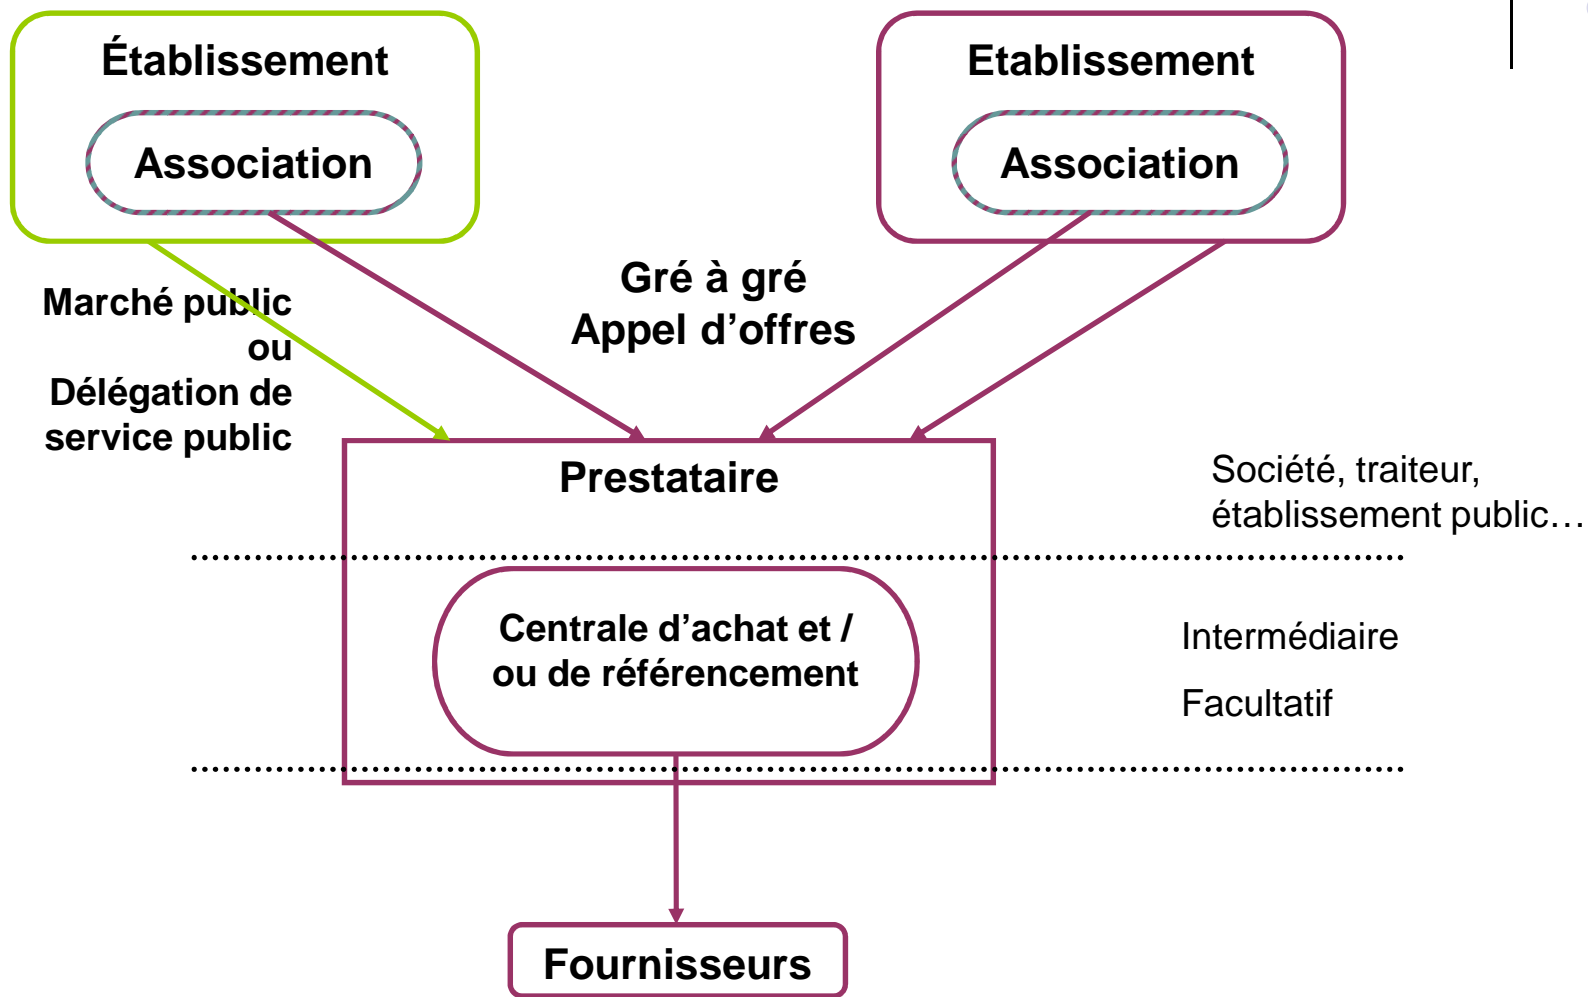 Établissement
Association
Etablissement
Association
Marché public
ou
Délégation de
service public
Gré à gré
Appel d’offres
Prestataire
Société, traiteur,
établissement public…
Centrale d’achat et /
ou de référencement
Intermédiaire
Facultatif
Fournisseurs